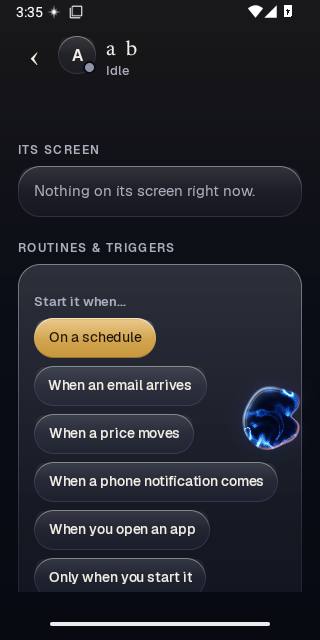 3:35
‹
A
a b
Idle
ITS SCREEN
Nothing on its screen right now.
ROUTINES & TRIGGERS
Start it when...
On a schedule
When an email arrives
When a price moves
When a phone notification comes
When you open an app
Only when you start it